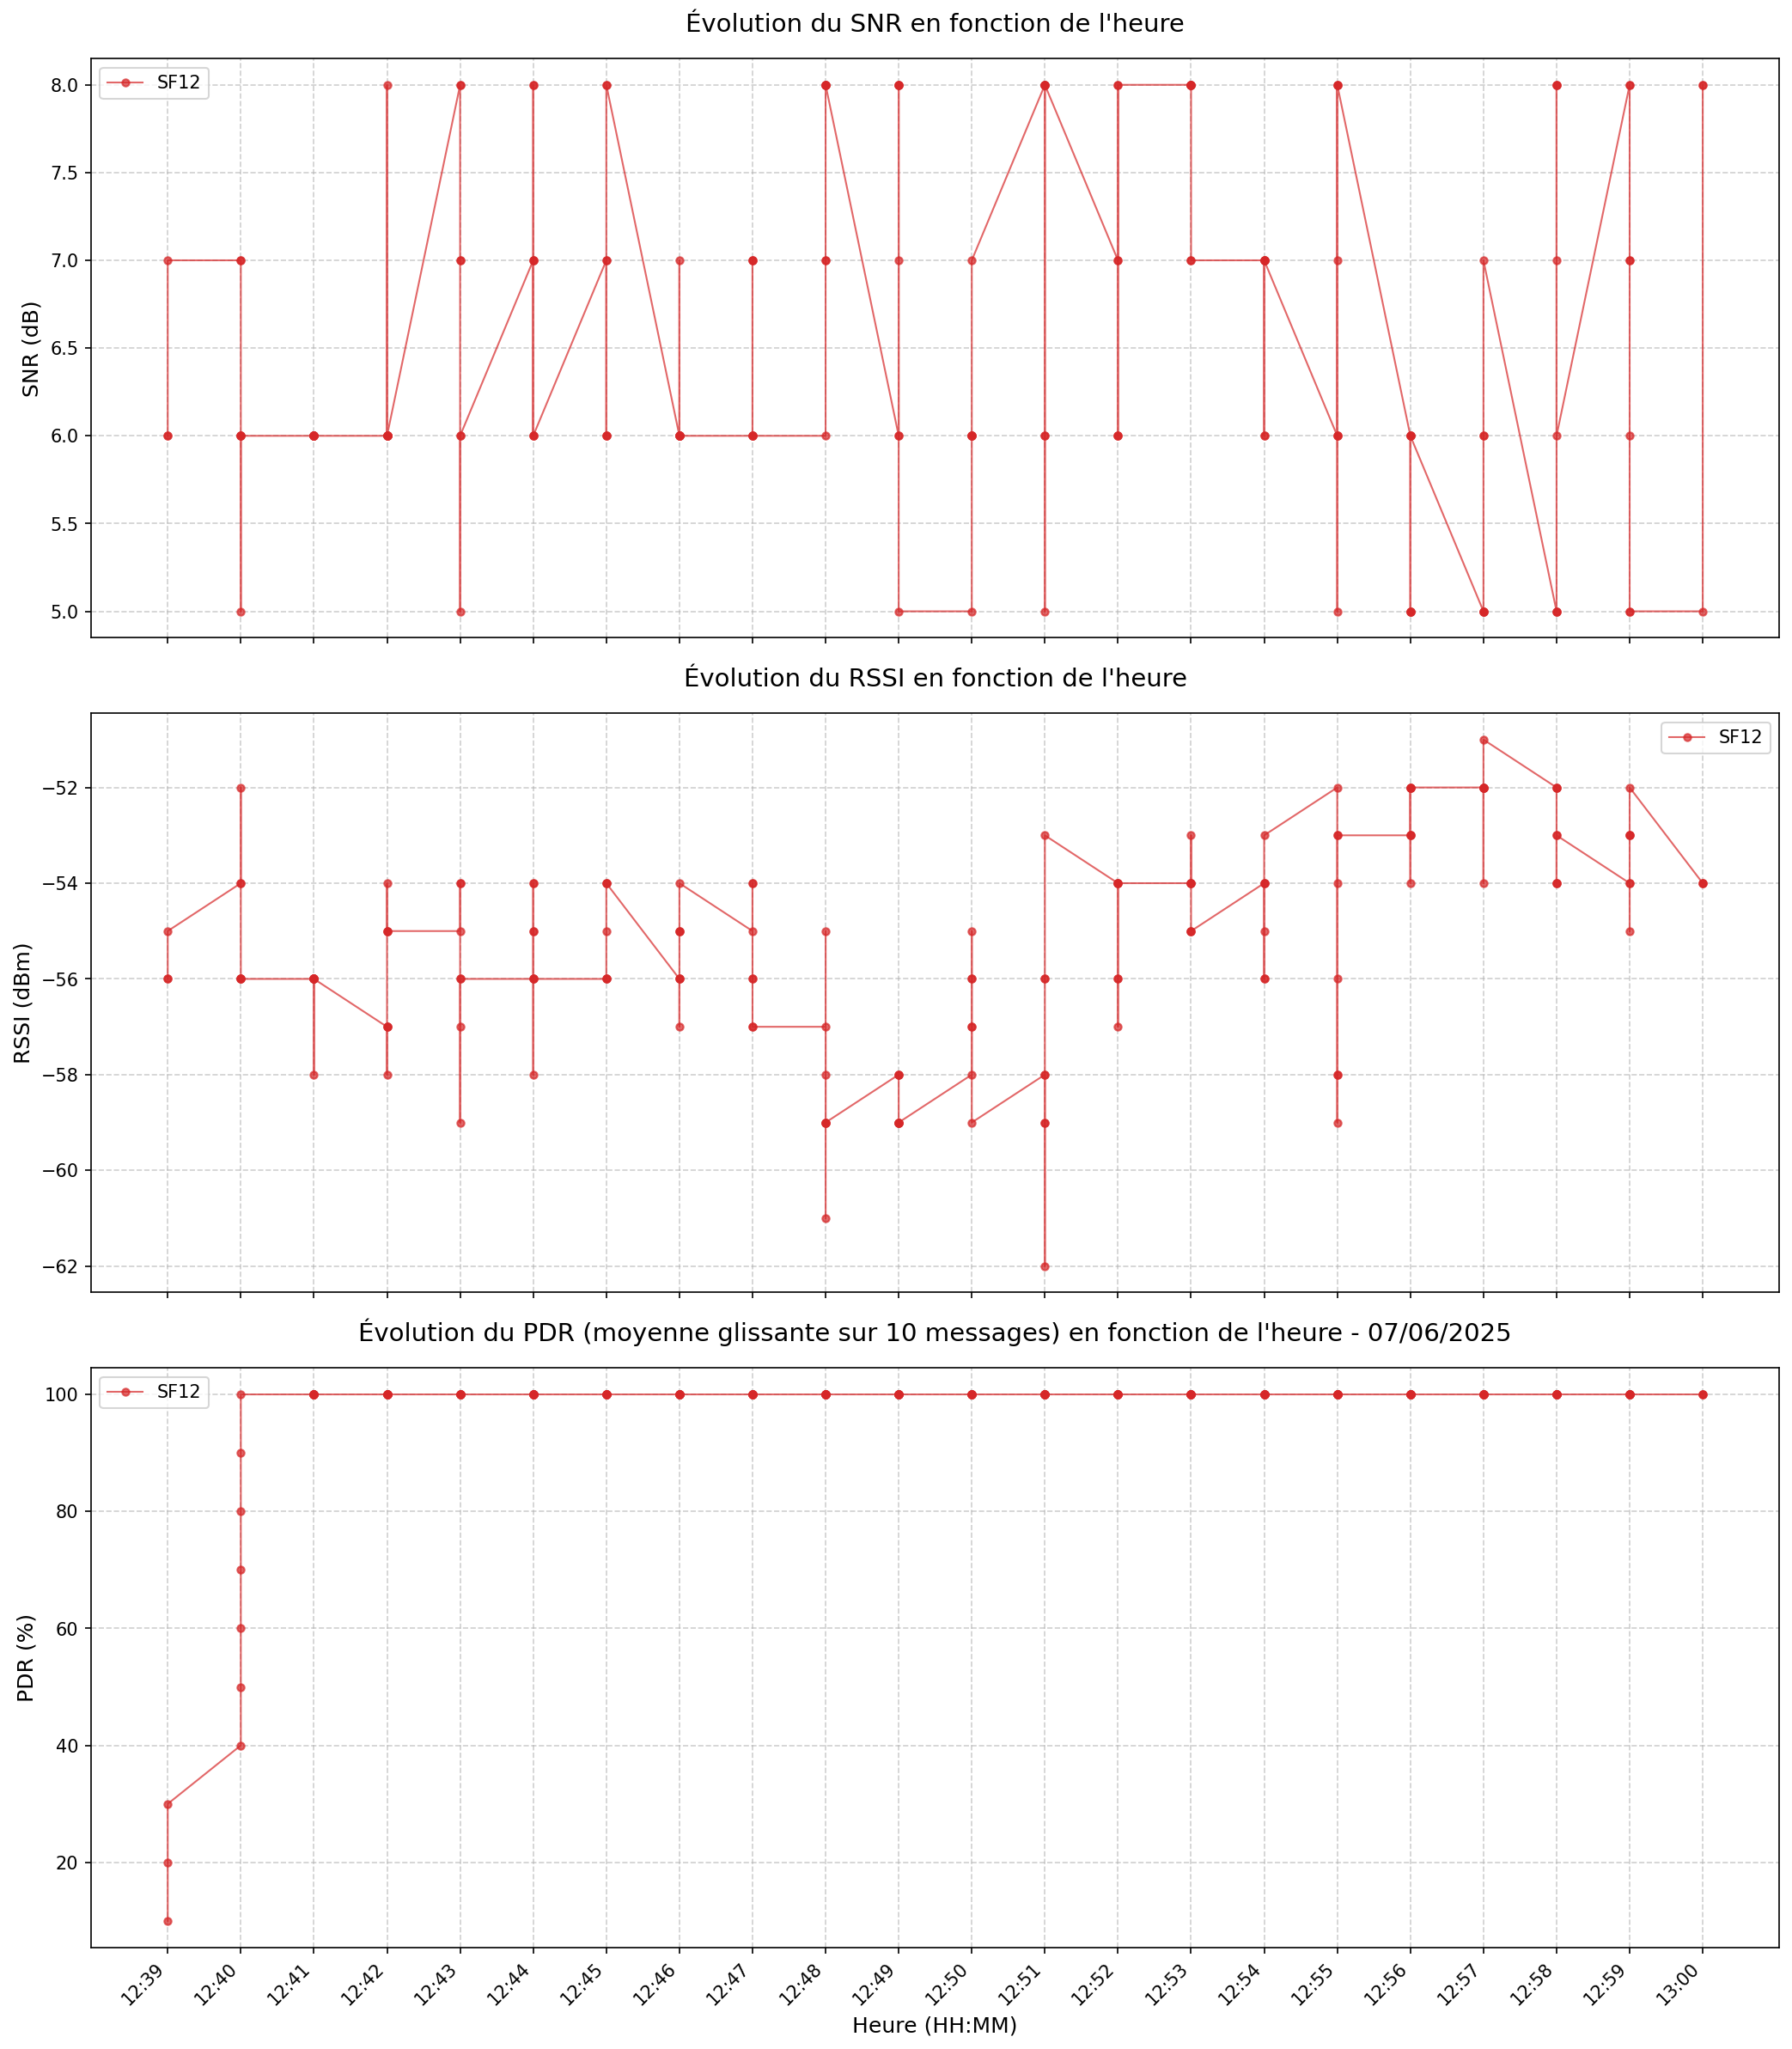 Évolution du SNR en fonction de l'heure
SF12
8.0
7.5
7.0
6.5
6.0
5.5
5.0
SNR (dB)
Évolution du RSSI en fonction de l'heure
SF12
−52
−54
−56
−58
−60
−62
RSSI (dBm)
Évolution du PDR (moyenne glissante sur 10 messages) en fonction de l'heure - 07/06/2025
SF12
100
80
60
40
20
PDR (%)
12:39 12:40 12:41 12:42 12:43 12:44 12:45 12:46 12:47 12:48 12:49 12:50 12:51 12:52 12:53 12:54 12:55 12:56 12:57 12:58 12:59 13:00
Heure (HH:MM)